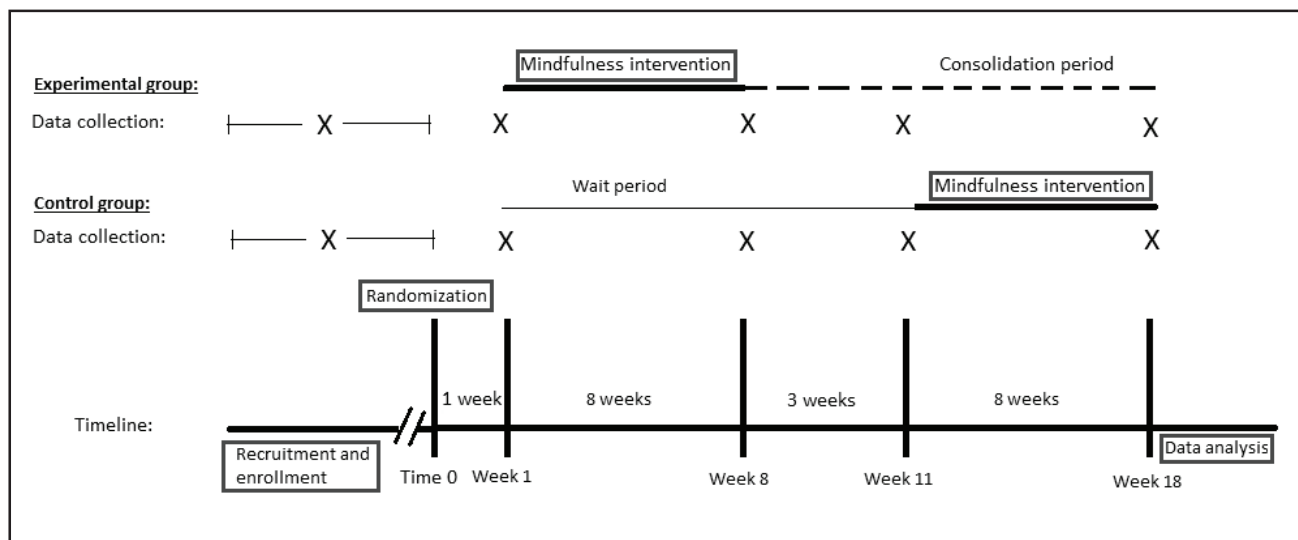 Mindfulness intervention
Consolidation period
Experimental group:
Data collection: X X X X X
Wait period
Mindfulness intervention
Control group:
Data collection: X X X X X
Randomization
1 week 8 weeks 3 weeks 8 weeks
Timeline:
Recruitment and
enrollment
Time 0 Week 1 Week 8 Week 11 Week 18
Data analysis